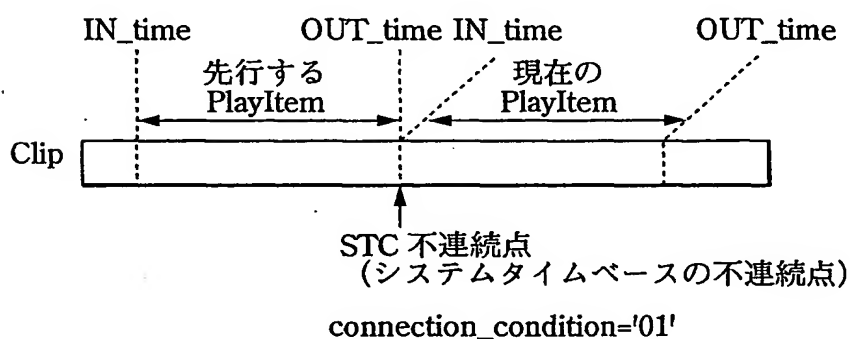 IN_time OUT_time IN_time OUT_time
先行する
PlayItem
現在の
PlayItem
Clip
STC 不連続点
(システムタイムベースの不連続点)
connection_condition='01'